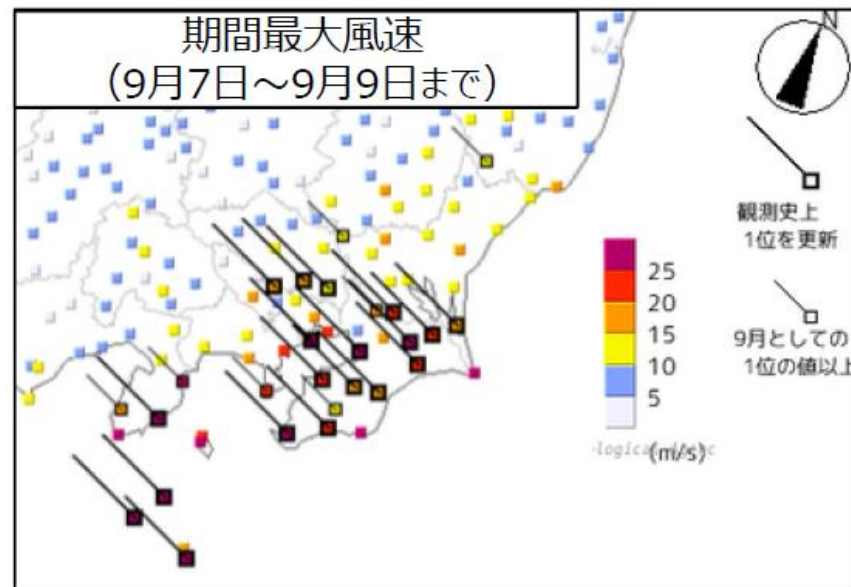 期間最大風速
（9月7日～9月9日まで）
N
観測史上
1位を更新
25
20
15
10
5
(m/s)
9月としての
1位の値以上